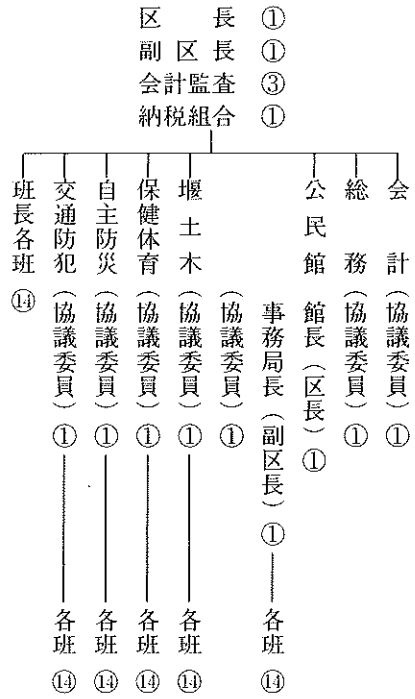 区長 ①
副区長 ①
会計監査 ③
納税組合 ①
会計(協議委員)①
総務(協議委員)①
公民館 館長(区長)①
事務局長(副区長)① 各班 ⑭
(協議委員)①
堰土木(協議委員)① 各班 ⑭
保健体育(協議委員)① 各班 ⑭
自主防災(協議委員)① 各班 ⑭
交通防犯(協議委員)① 各班 ⑭
班長各班 ⑭